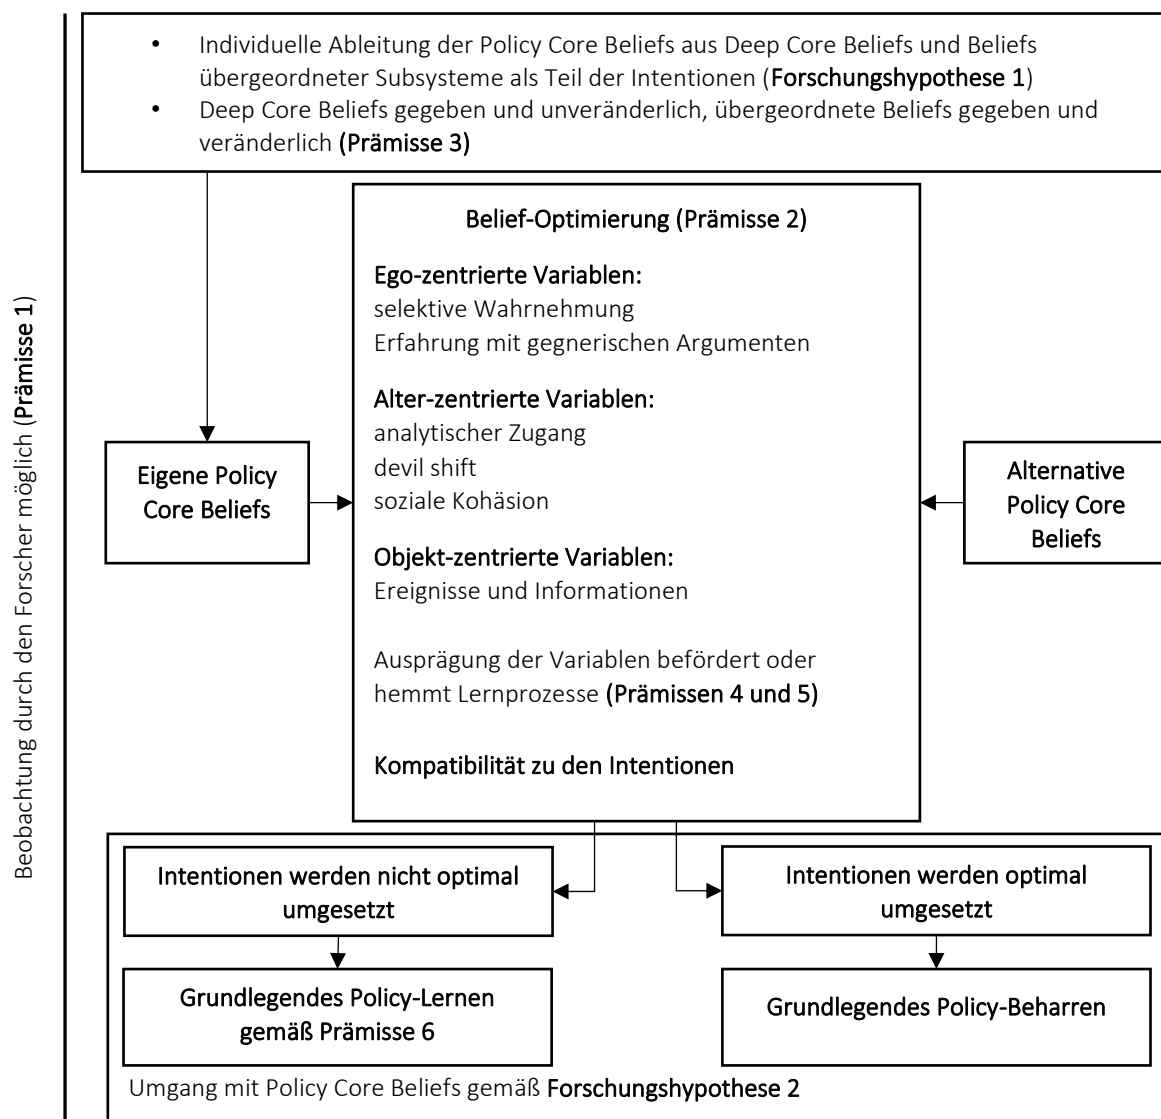 • Individuelle Ableitung der Policy Core Beliefs aus Deep Core Beliefs und Beliefs
übergeordneter Subsysteme als Teil der Intentionen (Forschungshypothese 1)
• Deep Core Beliefs gegeben und unveränderlich, übergeordnete Beliefs gegeben und
veränderlich (Prämisse 3)
Beobachtung durch den Forscher möglich (Prämisse 1)
Eigene Policy
Core Beliefs
Belief-Optimierung (Prämisse 2)
Ego-zentrierte Variablen:
selektive Wahrnehmung
Erfahrung mit gegnerischen Argumenten
Alter-zentrierte Variablen:
analytischer Zugang
devil shift
soziale Kohäsion
Objekt-zentrierte Variablen:
Ereignisse und Informationen
Ausprägung der Variablen befördert oder
hemmt Lernprozesse (Prämissen 4 und 5)
Kompatibilität zu den Intentionen
Alternative
Policy Core
Beliefs
Intentionen werden nicht optimal
umgesetzt
Intentionen werden optimal
umgesetzt
Grundlegendes Policy-Lernen
gemäß Prämisse 6
Grundlegendes Policy-Beharren
Umgang mit Policy Core Beliefs gemäß Forschungshypothese 2